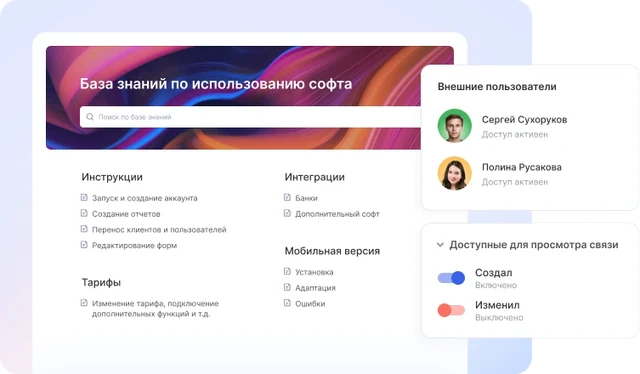 База знаний по использованию софта
Поиск по базе знаний
Инструкции
Запуск и создание аккаунта
Создание отчетов
Перенос клиентов и пользователей
Редактирование форм
Тарифы
Изменение тарифа, подключение
дополнительных функций и т.д.
Интеграции
Банки
Дополнительный софт
Мобильная версия
Установка
Адаптация
Ошибки
Внешние пользователи
Сергей Сухоруков
Доступ активен
Полина Русакова
Доступ активен
Доступные для просмотра связи
Создал
Включено
Изменил
Выключено